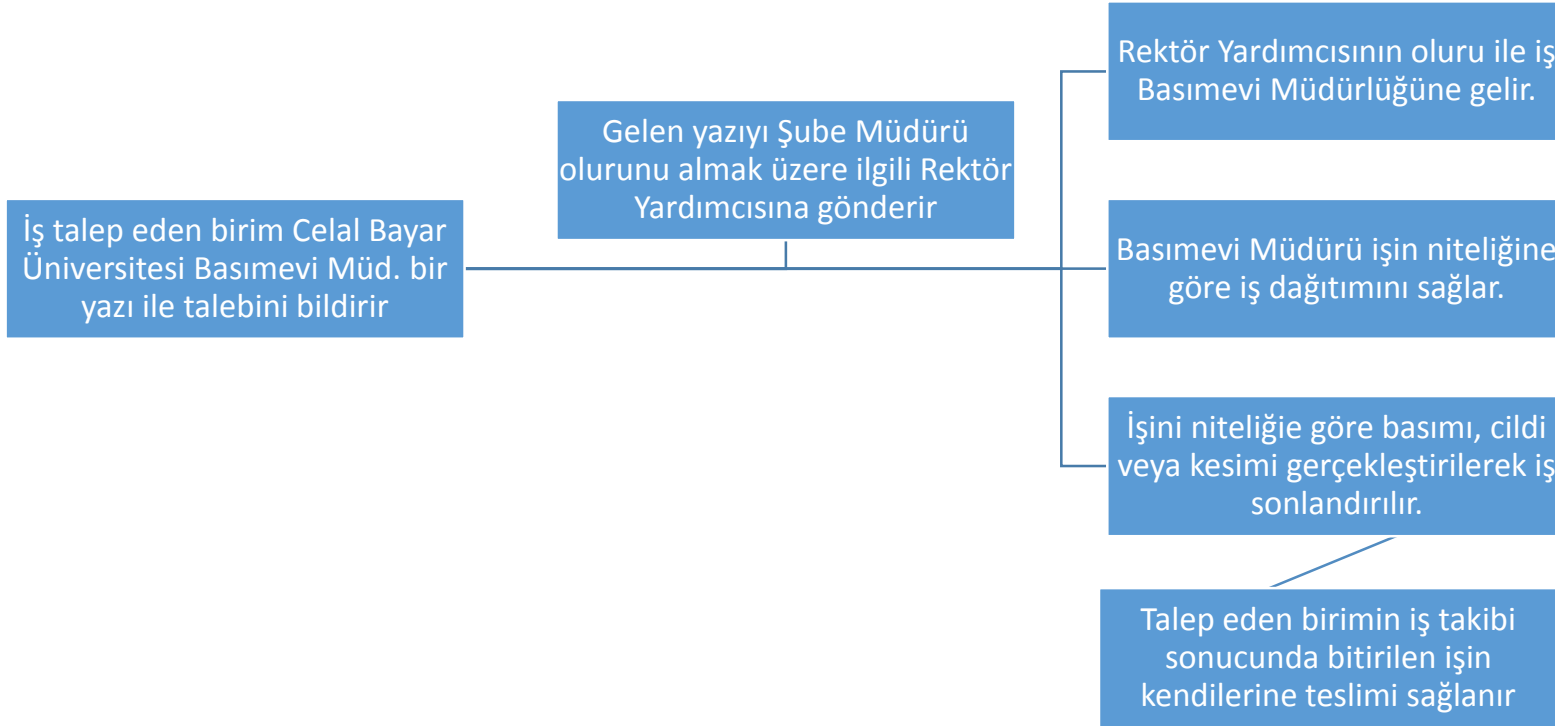 İş talep eden birim Celal Bayar
Üniversitesi Basımevi Müd. bir
yazı ile talebini bildirir
Gelen yazıyı Şube Müdürü
olurunu almak üzere ilgili Rektör
Yardımcısına gönderir
Rektör Yardımcısının oluru ile iş
Basımevi Müdürlüğüne gelir.
Basımevi Müdürü işin niteliğine
göre iş dağıtımını sağlar.
İşini niteliğie göre basımı, cildi
veya kesimi gerçekleştirilerek iş
sonlandırılır.
Talep eden birimin iş takibi
sonucunda bitirilen işin
kendilerine teslimi sağlanır